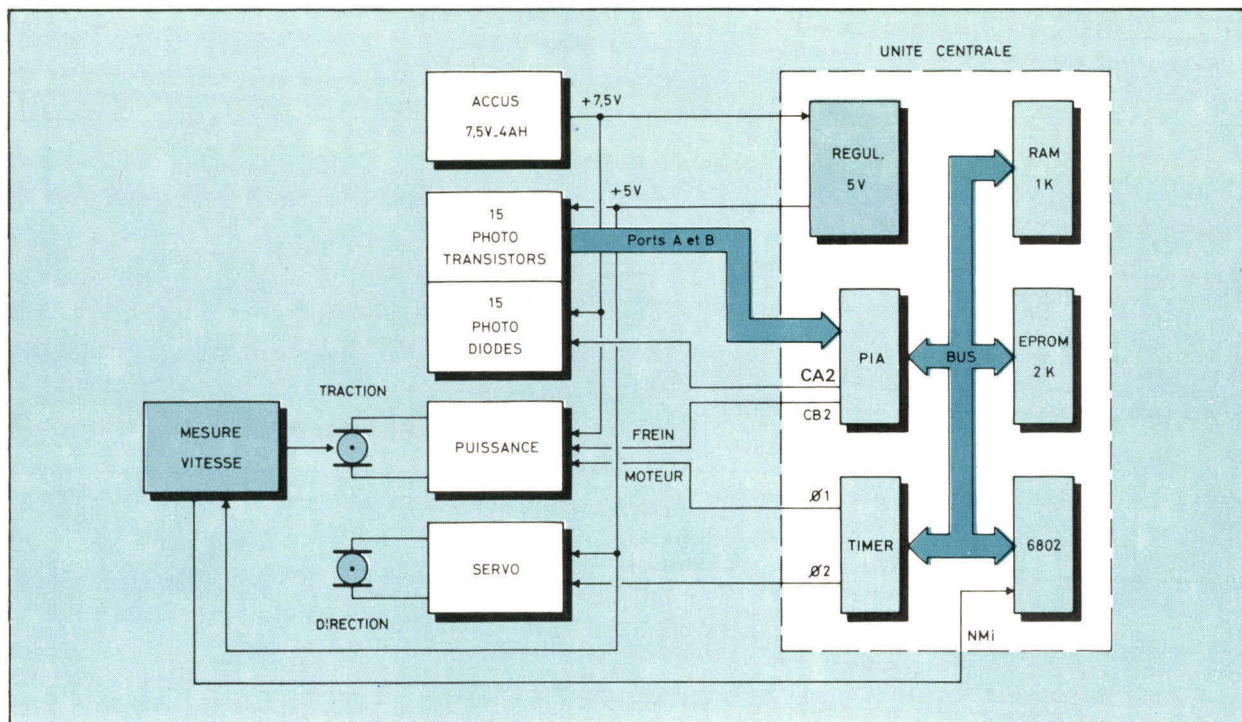 UNITE CENTRALE
ACCUS
7,5V_4AH
+7,5V
REGUL.
5V
RAM
1K
+5V
15
PHOTO
TRANSISTORS
Ports A et B
15
PHOTO
DIODES
PIA
BUS
EPROM
2K
CA2
CB2
TRACTION
MESURE
VITESSE
PUISSANCE
FREIN
MOTEUR
Ø1
TIMER
6802
SERVO
Ø2
DIRECTION
NMi